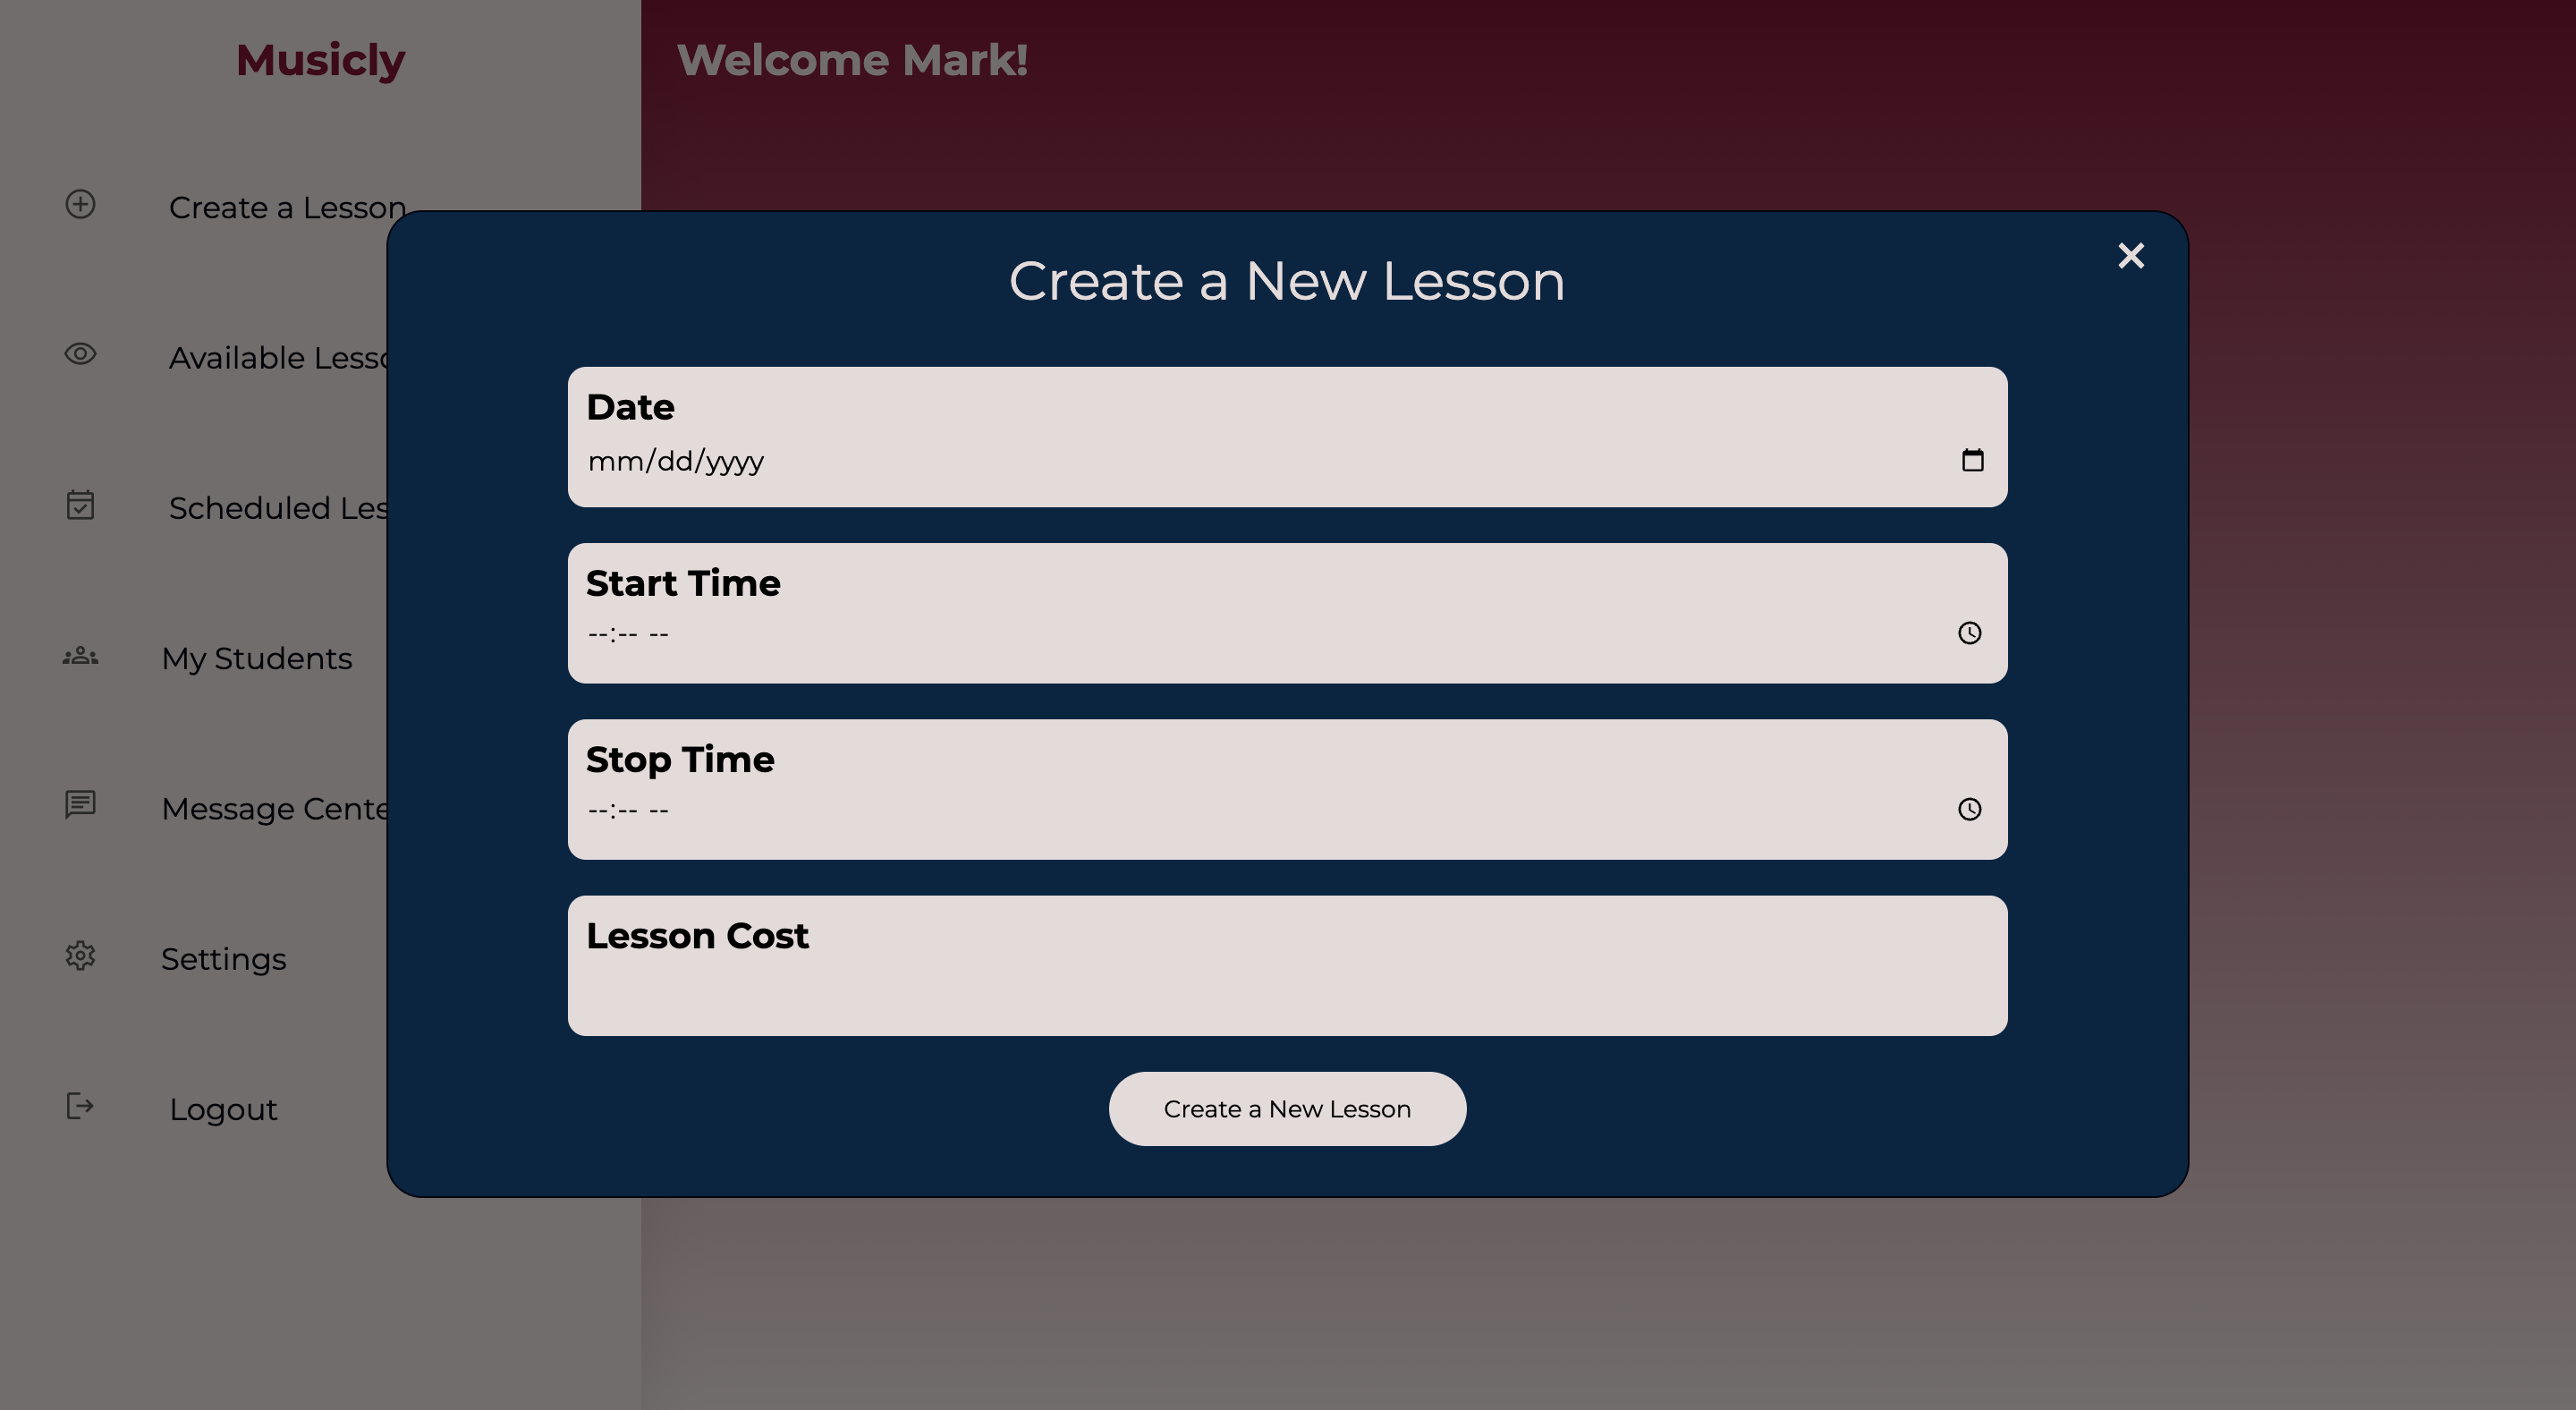 Musicly
Welcome Mark!
Create a Lesson
Available Lesso
Scheduled Les
My Students
Message Cente
Settings
Logout
Create a New Lesson
Date
mm/dd/yyyy
Start Time
--:-- --
Stop Time
--:-- --
Lesson Cost
Create a New Lesson